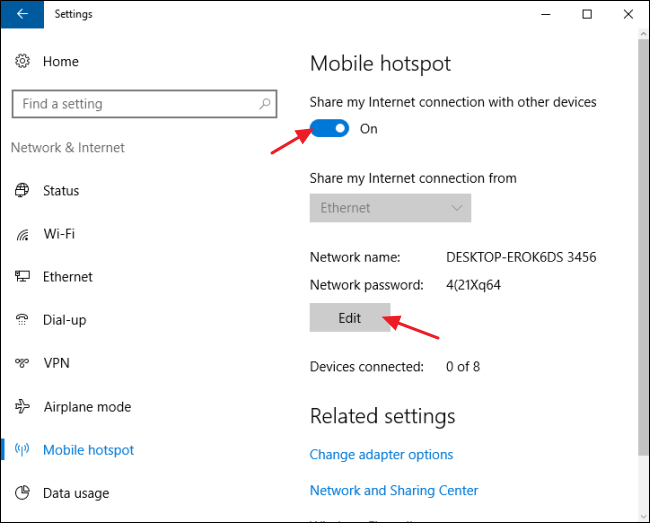 Settings
Home
Find a setting
Network & Internet
Status
Wi-Fi
Ethernet
Dial-up
VPN
Airplane mode
Mobile hotspot
Data usage
Mobile hotspot
Share my Internet connection with other devices
On
Share my Internet connection from
Ethernet
Network name: DESKTOP-EROK6DS 3456
Network password: 4(21Xq64
Edit
Devices connected: 0 of 8
Related settings
Change adapter options
Network and Sharing Center